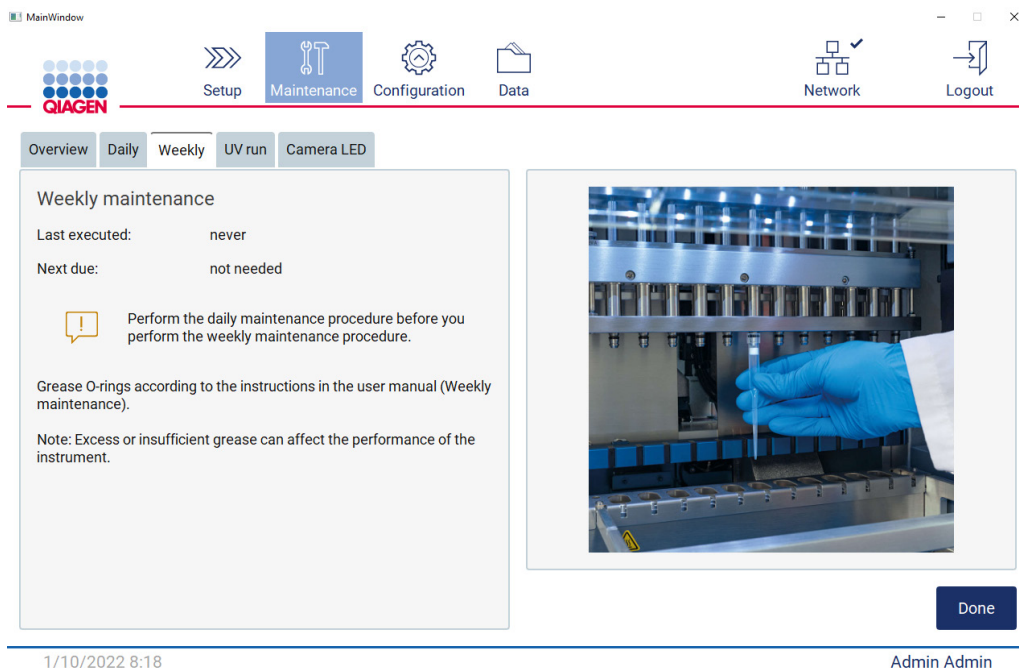 MainWindow
QIAGEN
Setup
Maintenance
Configuration
Data
Network
Logout
Overview
Daily
Weekly
UV run
Camera LED
Weekly maintenance
Last executed: never
Next due: not needed
Perform the daily maintenance procedure before you
perform the weekly maintenance procedure.
Grease O-rings according to the instructions in the user manual (Weekly
maintenance).
Note: Excess or insufficient grease can affect the performance of the
instrument.
Done
1/10/2022 8:18
Admin Admin